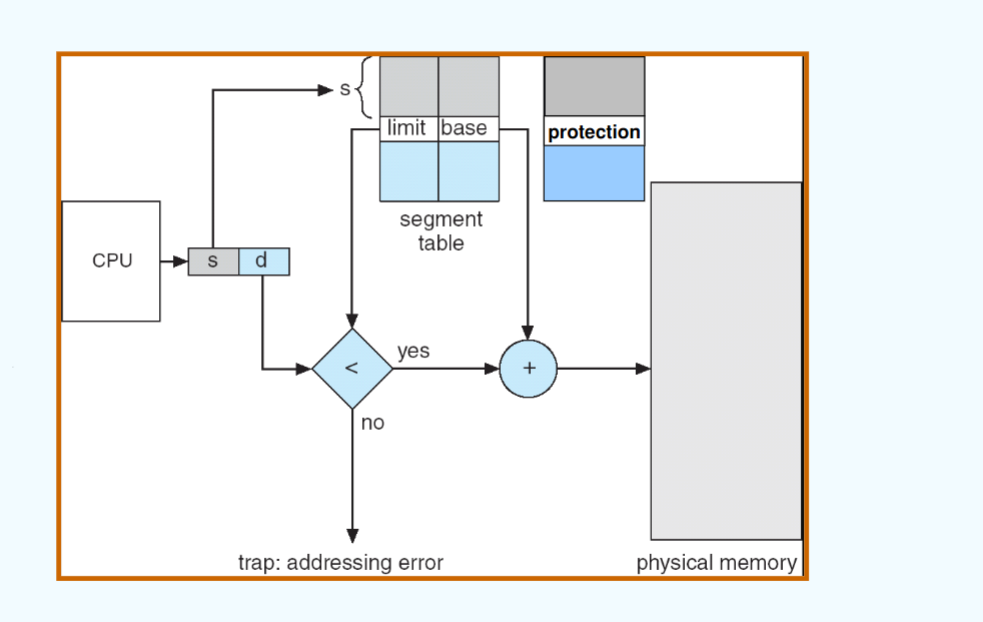 s
limit base
protection
segment
table
CPU
s d
yes
<
+
no
trap: addressing error
physical memory